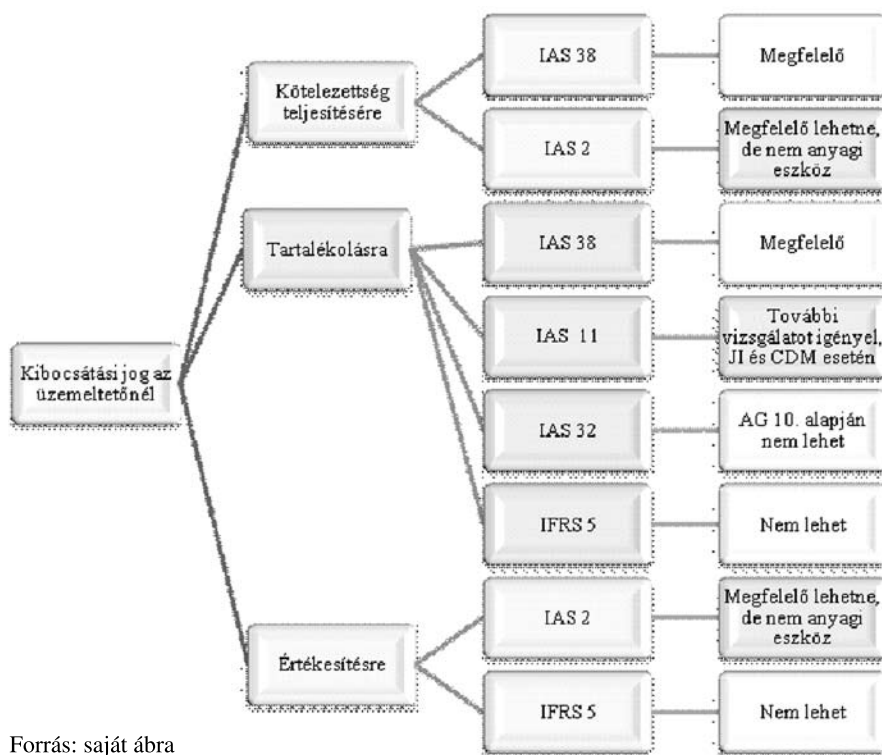 IAS 38
Megfelelő
Kötelezettség
teljesítésére
IAS 2
Megfelelő lehetne,
de nem anyagi
eszköz
Tartalékolásra
IAS 38
Megfelelő
IAS 11
További
vizsgálatot igényel,
JI és CDM esetén
Kibocsátási jog az
üzemeltetőnél
IAS 32
AG 10. alapján
nem lehet
IFRS 5
Nem lehet
Értékesítésre
IAS 2
Megfelelő lehetne,
de nem anyagi
eszköz
IFRS 5
Nem lehet
Forrás: saját ábra